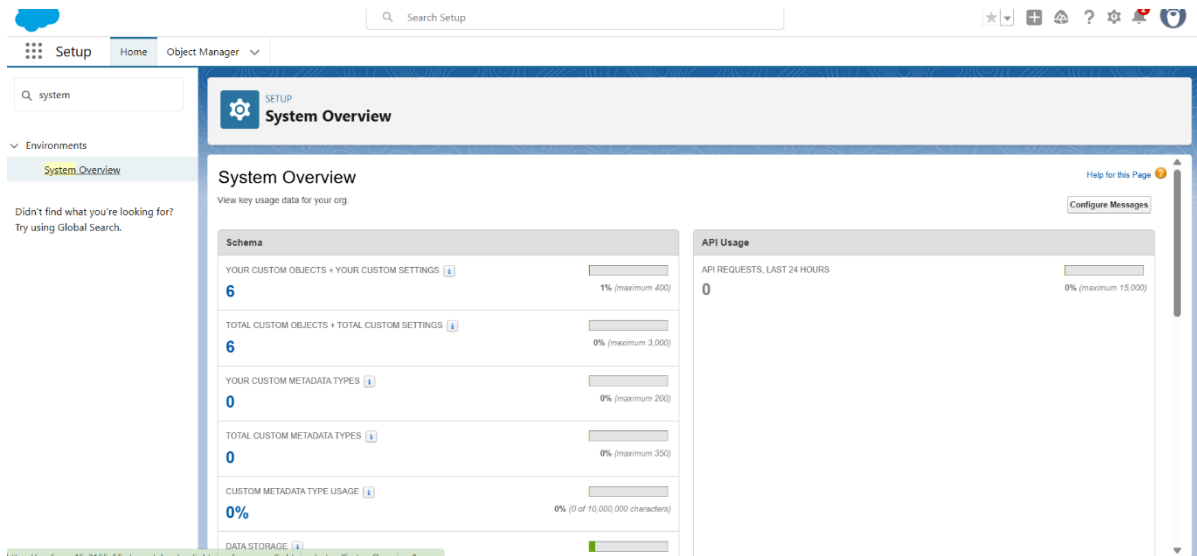 Search Setup
Setup
Home
Object Manager
system
Environments
System Overview
Didn't find what you're looking for?
Try using Global Search.
SETUP
System Overview
System Overview
Help for this Page
View key usage data for your org.
Configure Messages
Schema
YOUR CUSTOM OBJECTS + YOUR CUSTOM SETTINGS
6
1% (maximum 400)
TOTAL CUSTOM OBJECTS + TOTAL CUSTOM SETTINGS
6
0% (maximum 3,000)
YOUR CUSTOM METADATA TYPES
0
0% (maximum 200)
TOTAL CUSTOM METADATA TYPES
0
0% (maximum 350)
CUSTOM METADATA TYPE USAGE
0%
0% (0 of 10,000,000 characters)
DATA STORAGE
API Usage
API REQUESTS, LAST 24 HOURS
0
0% (maximum 15,000)